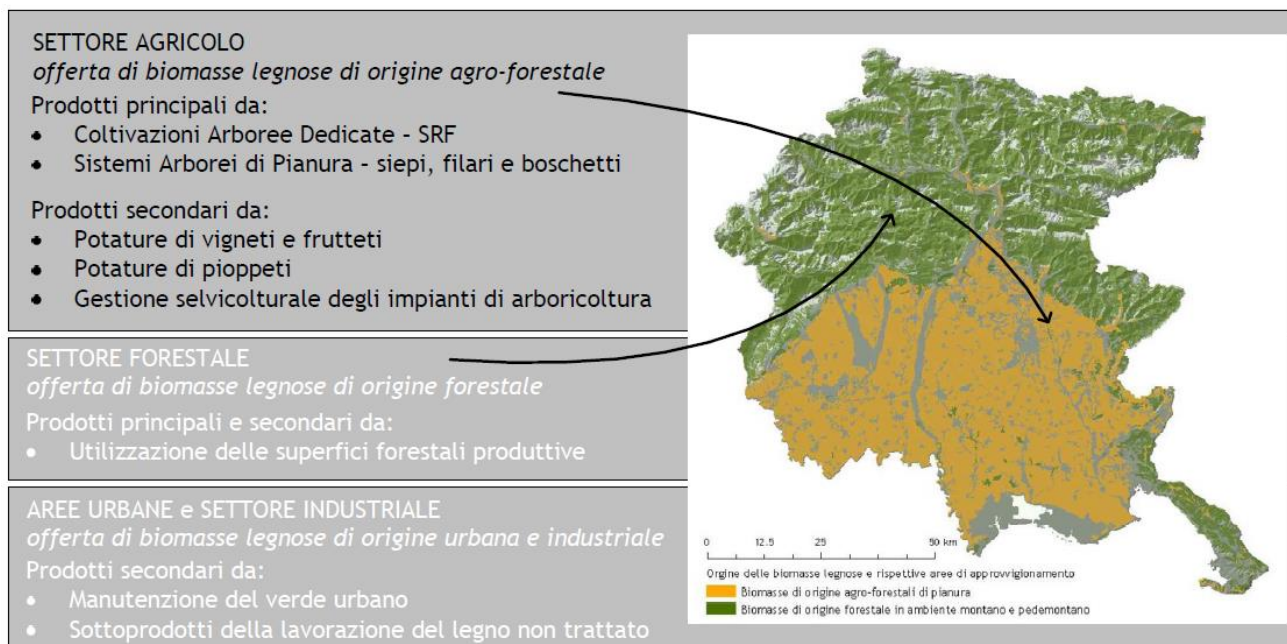 SETTORE AGRICOLO
offerta di biomasse legnose di origine agro-forestale
Prodotti principali da:
• Coltivazioni Arboree Dedicate – SRF
• Sistemi Arborei di Pianura – siepi, filari e boschetti
Prodotti secondari da:
• Potature di vigneti e frutteti
• Potature di pioppeti
• Gestione selvicolturale degli impianti di arboricoltura
SETTORE FORESTALE
offerta di biomasse legnose di origine forestale
Prodotti principali e secondari da:
• Utilizzazione delle superfici forestali produttive
AREE URBANE e SETTORE INDUSTRIALE
offerta di biomasse legnose di origine urbana e industriale
Prodotti secondari da:
• Manutenzione del verde urbano
• Sottoprodotti della lavorazione del legno non trattato
0 12.5 25 50 km
Orgine delle biomasse legnose e rispettive aree di approvvigionamento
Biomasse di origine agro-forestali di pianura
Biomasse di origine forestale in ambiente montano e pedemontano